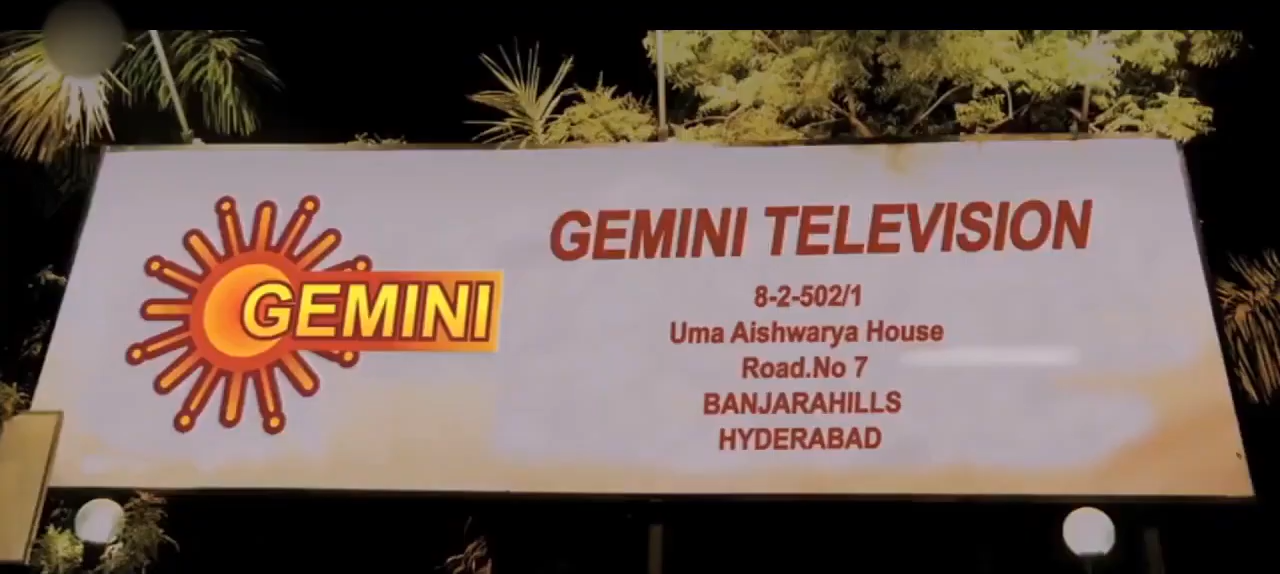 GEMINI
GEMINI TELEVISION
8-2-502/1
Uma Aishwarya House
Road.No 7
BANJARAHILLS
HYDERABAD